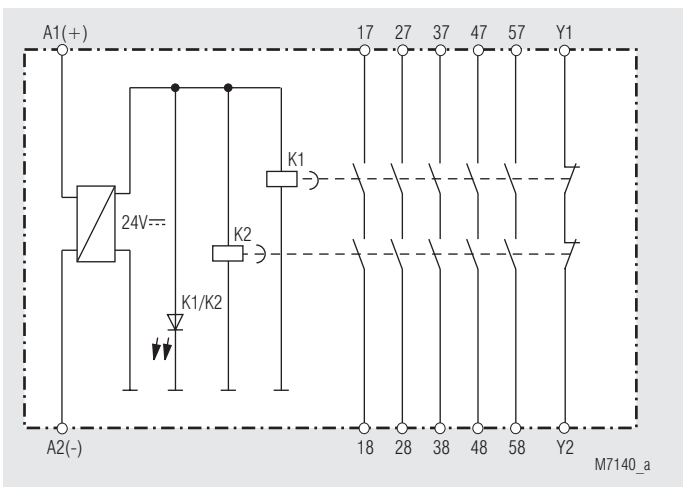 A1(+) 17 27 37 47 57 Y1
K1
24V
K2
K1/K2
A2(-) 18 28 38 48 58 Y2
M7140_a